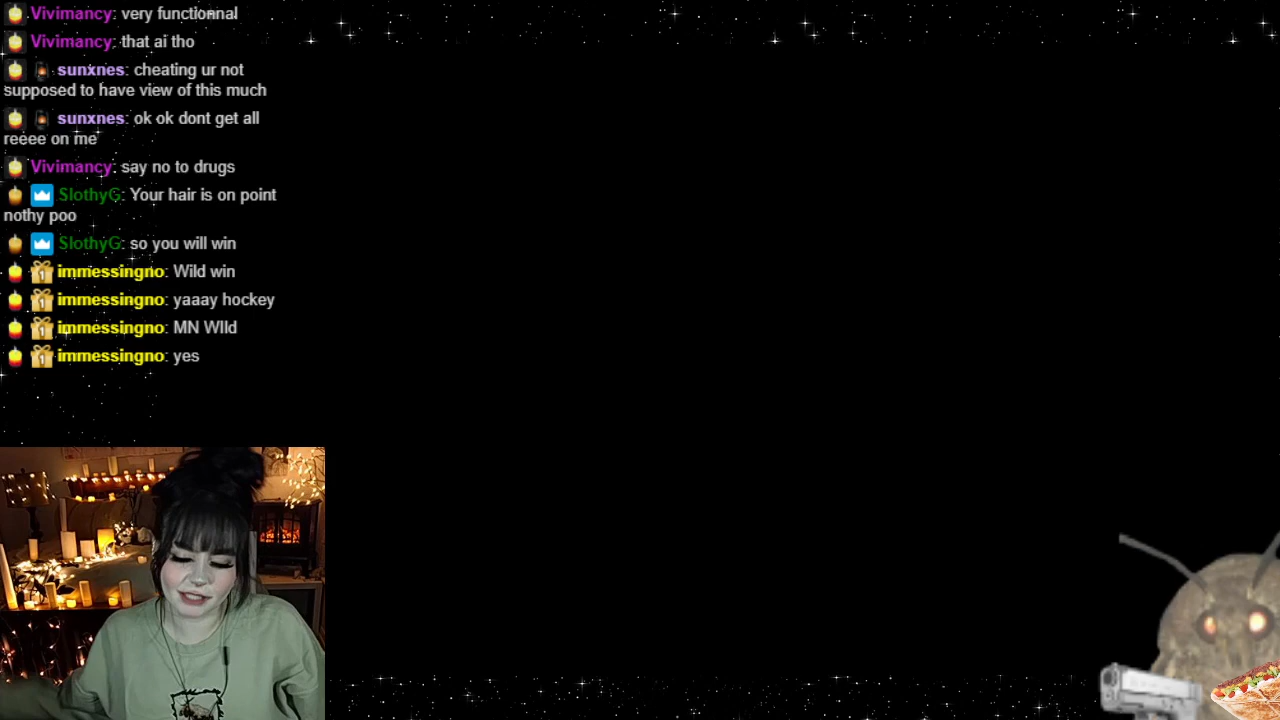 Vivimancy: very functionnal
Vivimancy: that ai tho
sunxnes: cheating ur not
supposed to have view of this much
sunxnes: ok ok dont get all
reeee on me
Vivimancy: say no to drugs
SlothyG: Your hair is on point
nothy poo
SlothyG: so you will win
immessingno: Wild win
immessingno: yaaay hockey
immessingno: MN WIld
immessingno: yes